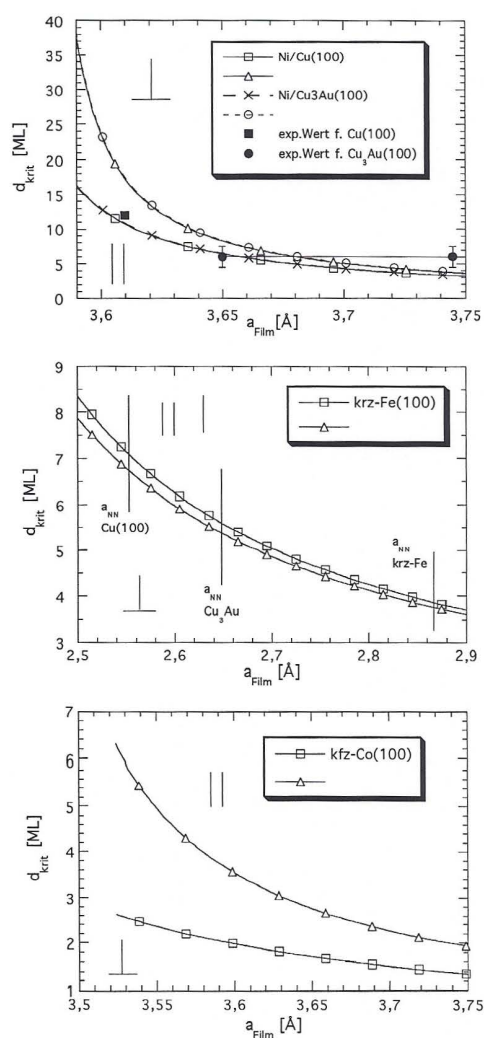 40
35
30
25
20
15
10
5
0
d_krit [ML]
Ni/Cu(100)
Ni/Cu3Au(100)
exp.Wert f. Cu(100)
exp.Wert f. Cu₃Au(100)
3,6 3,65 3,7 3,75
a_Film [Å]
9
8
7
6
5
4
3
d_krit [ML]
krz-Fe(100)
a_NN
Cu(100)
a_NN
Cu₃Au
a_NN
krz-Fe
2,5 2,6 2,7 2,8 2,9
a_Film [Å]
7
6
5
4
3
2
1
d_krit [ML]
kfz-Co(100)
3,5 3,55 3,6 3,65 3,7 3,75
a_Film [Å]